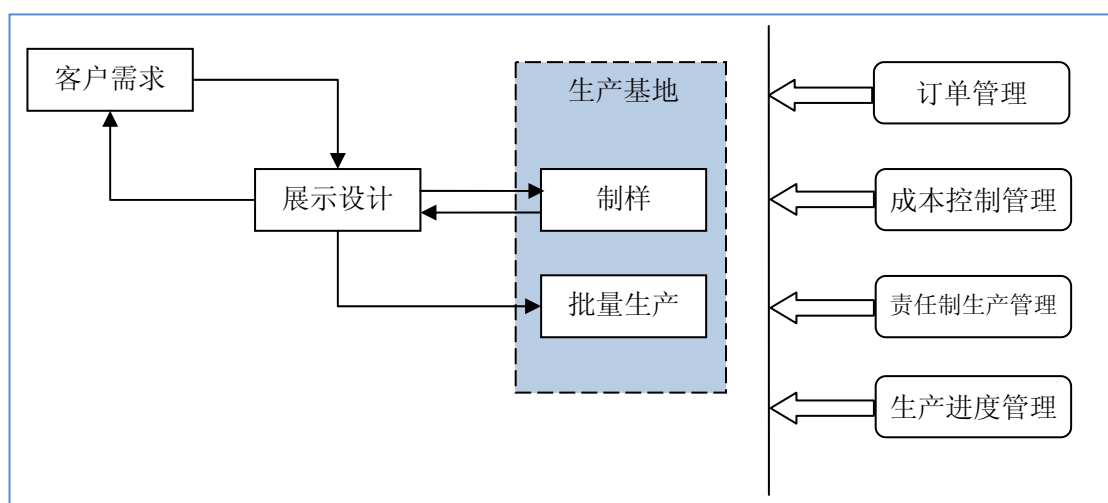 客户需求
生产基地
订单管理
展示设计
制样
成本控制管理
批量生产
责任制生产管理
生产进度管理